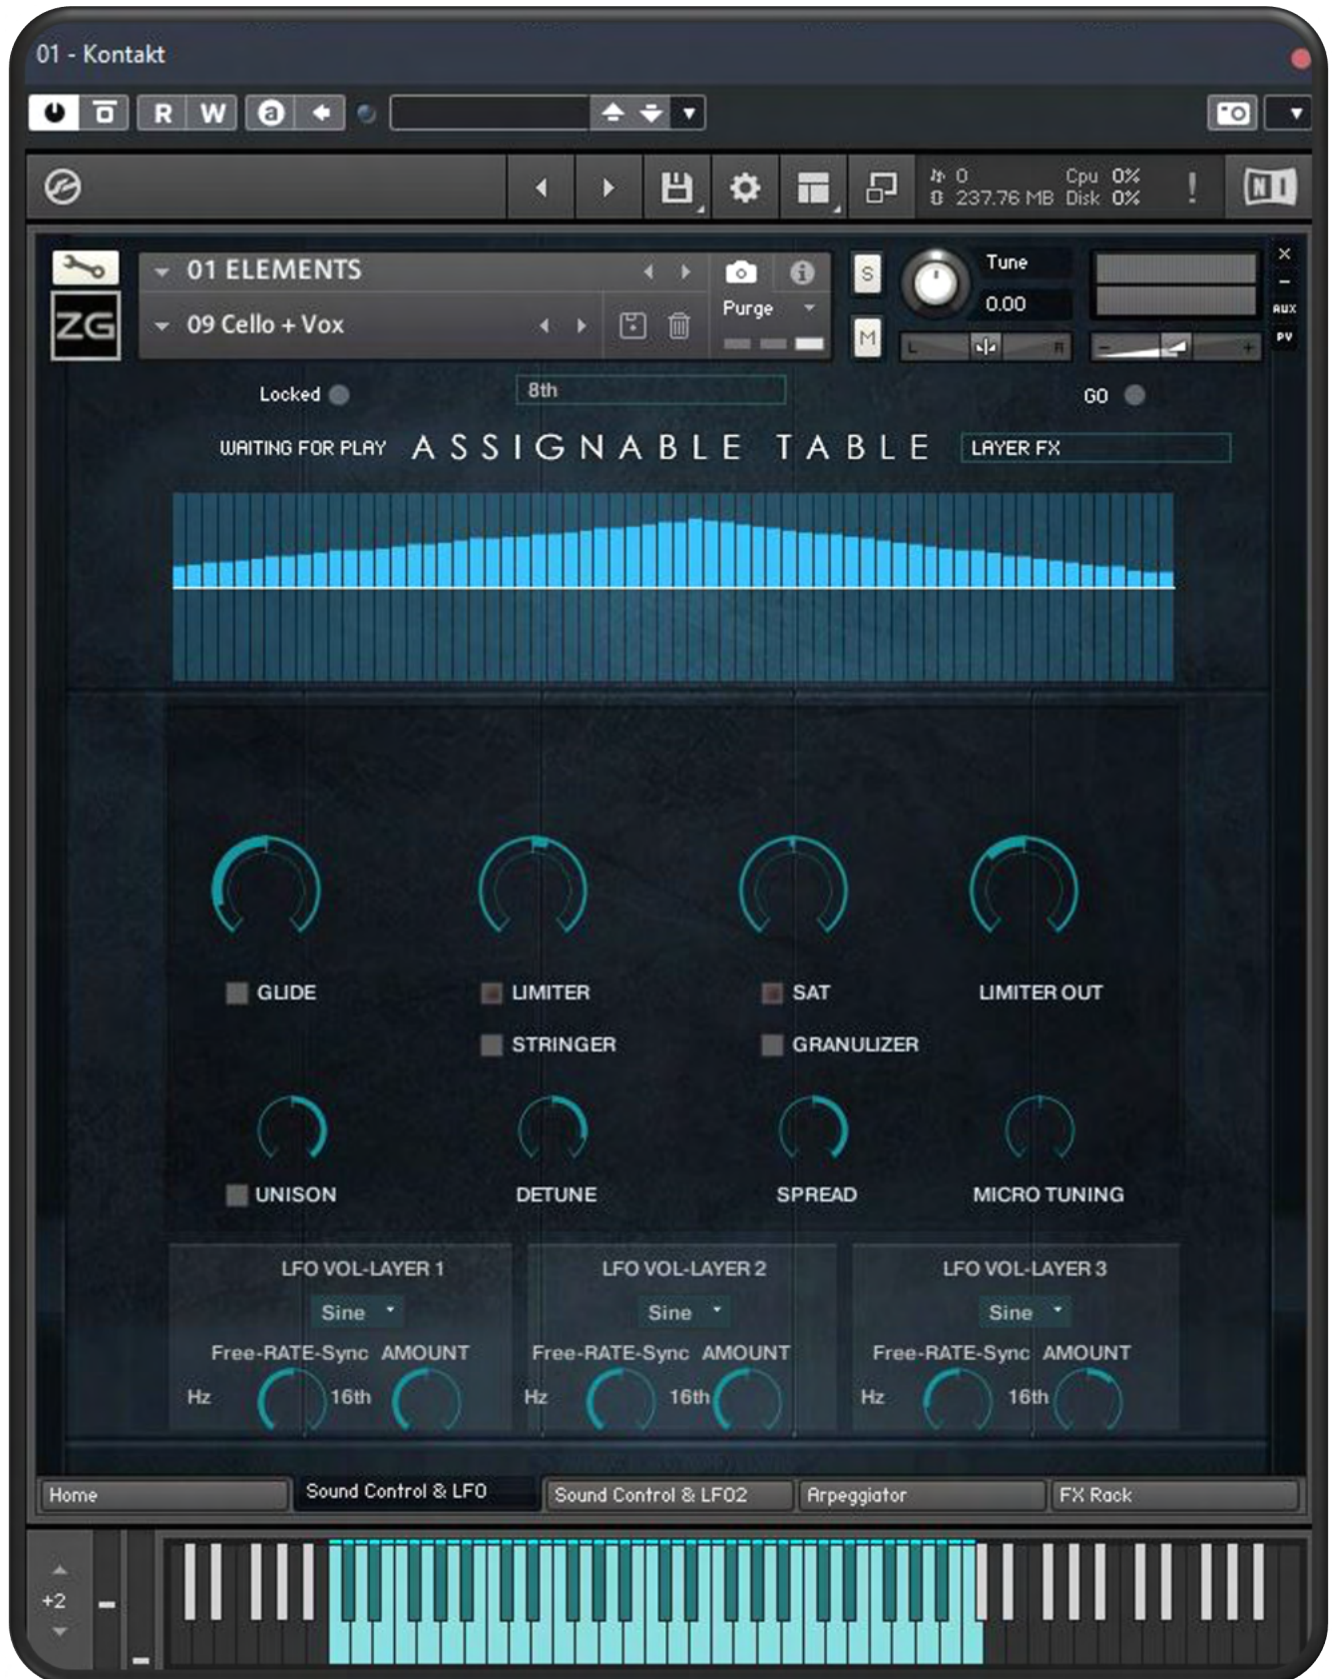 01 - Kontakt
R W a
0 Cpu 0%
237.76 MB Disk 0% ! NI
01 ELEMENTS i S Tune ×
ZG 09 Cello + Vox Purge 0.00 AUX
M L R - + PV
Locked 8th GO
WAITING FOR PLAY ASSIGNABLE TABLE LAYER FX
GLIDE LIMITER SAT LIMITER OUT
STRINGER GRANULIZER
UNISON DETUNE SPREAD MICRO TUNING
LFO VOL-LAYER 1 LFO VOL-LAYER 2 LFO VOL-LAYER 3
Sine Sine Sine
Free-RATE-Sync AMOUNT Free-RATE-Sync AMOUNT Free-RATE-Sync AMOUNT
Hz 16th Hz 16th Hz 16th
Home Sound Control & LFO Sound Control & LFO2 Arpeggiator FX Rack
+2